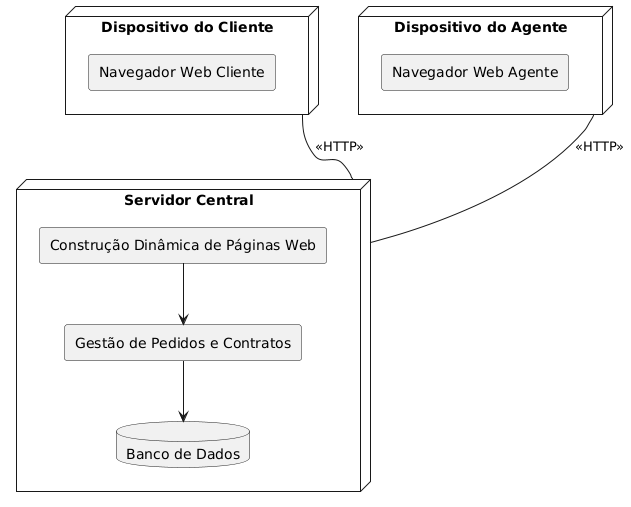 Dispositivo do Cliente
Navegador Web Cliente
Dispositivo do Agente
Navegador Web Agente
«HTTP»
«HTTP»
Servidor Central
Construção Dinâmica de Páginas Web
Gestão de Pedidos e Contratos
Banco de Dados